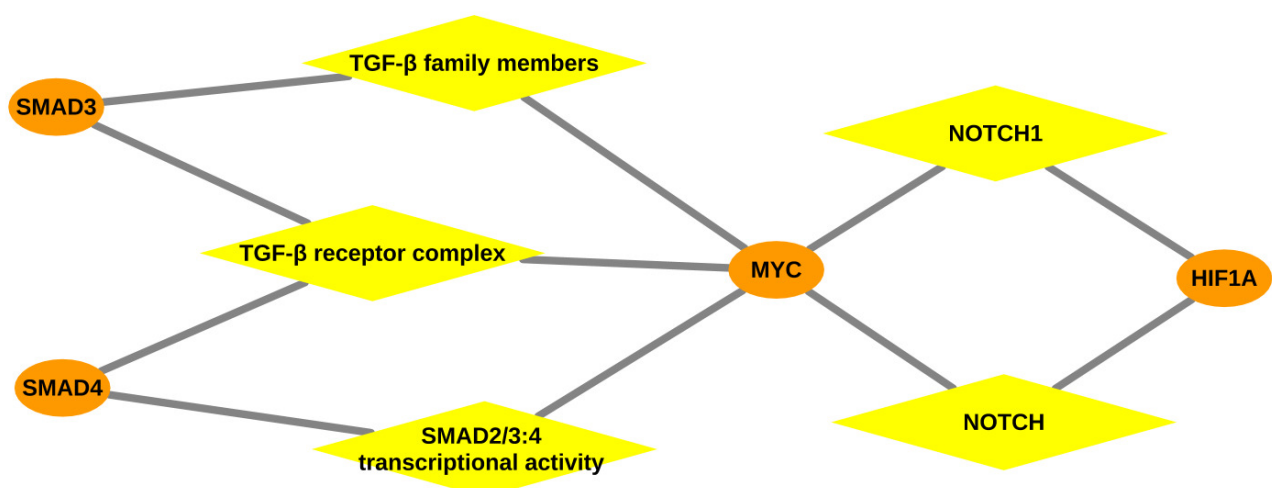 TGF-β family members
SMAD3
NOTCH1
TGF-β receptor complex
MYC
HIF1A
SMAD4
NOTCH
SMAD2/3:4
transcriptional activity